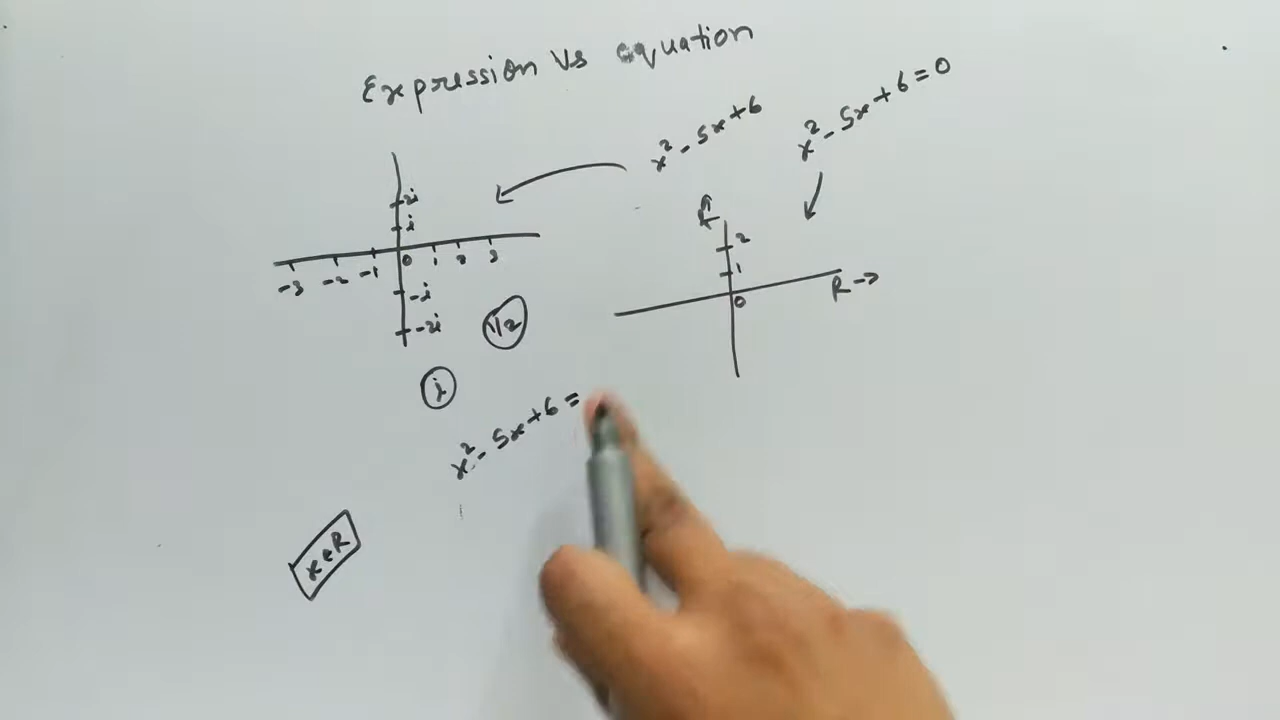 Expression Vs equation
x² - 5x + 6
x² - 5x + 6 = 0
2i
i
-3 -2 -1 0 1 2 3
-i
-2i
R
2
1
0
R →
1/2
i
x² - 5x + 6 =
x ∈ R